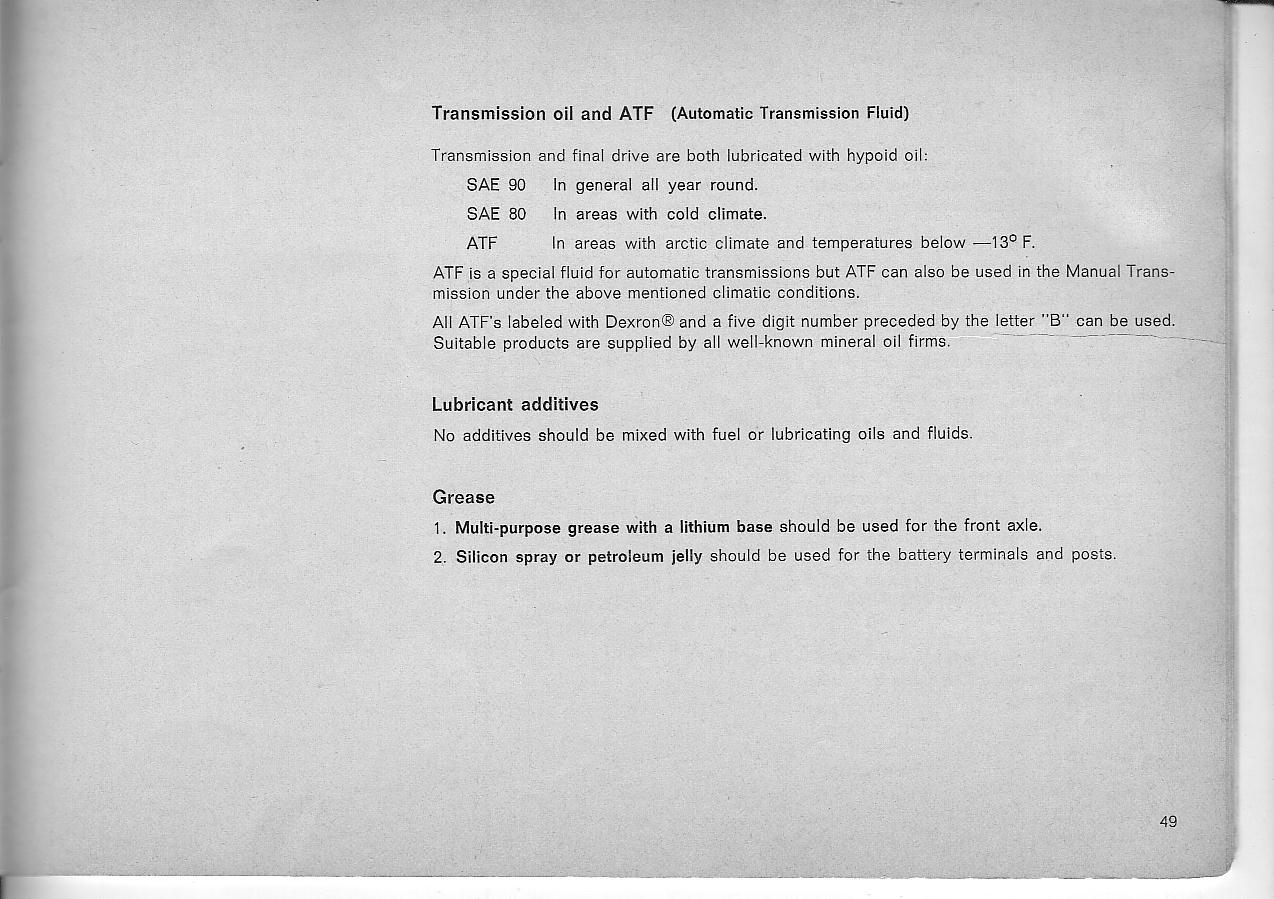 Transmission oil and ATF (Automatic Transmission Fluid)
Transmission and final drive are both lubricated with hypoid oil:
SAE 90 In general all year round.
SAE 80 In areas with cold climate.
ATF In areas with arctic climate and temperatures below —13° F.
ATF is a special fluid for automatic transmissions but ATF can also be used in the Manual Trans-
mission under the above mentioned climatic conditions.
All ATF's labeled with Dexron® and a five digit number preceded by the letter "B" can be used.
Suitable products are supplied by all well-known mineral oil firms.
Lubricant additives
No additives should be mixed with fuel or lubricating oils and fluids.
Grease
1. Multi-purpose grease with a lithium base should be used for the front axle.
2. Silicon spray or petroleum jelly should be used for the battery terminals and posts.
49